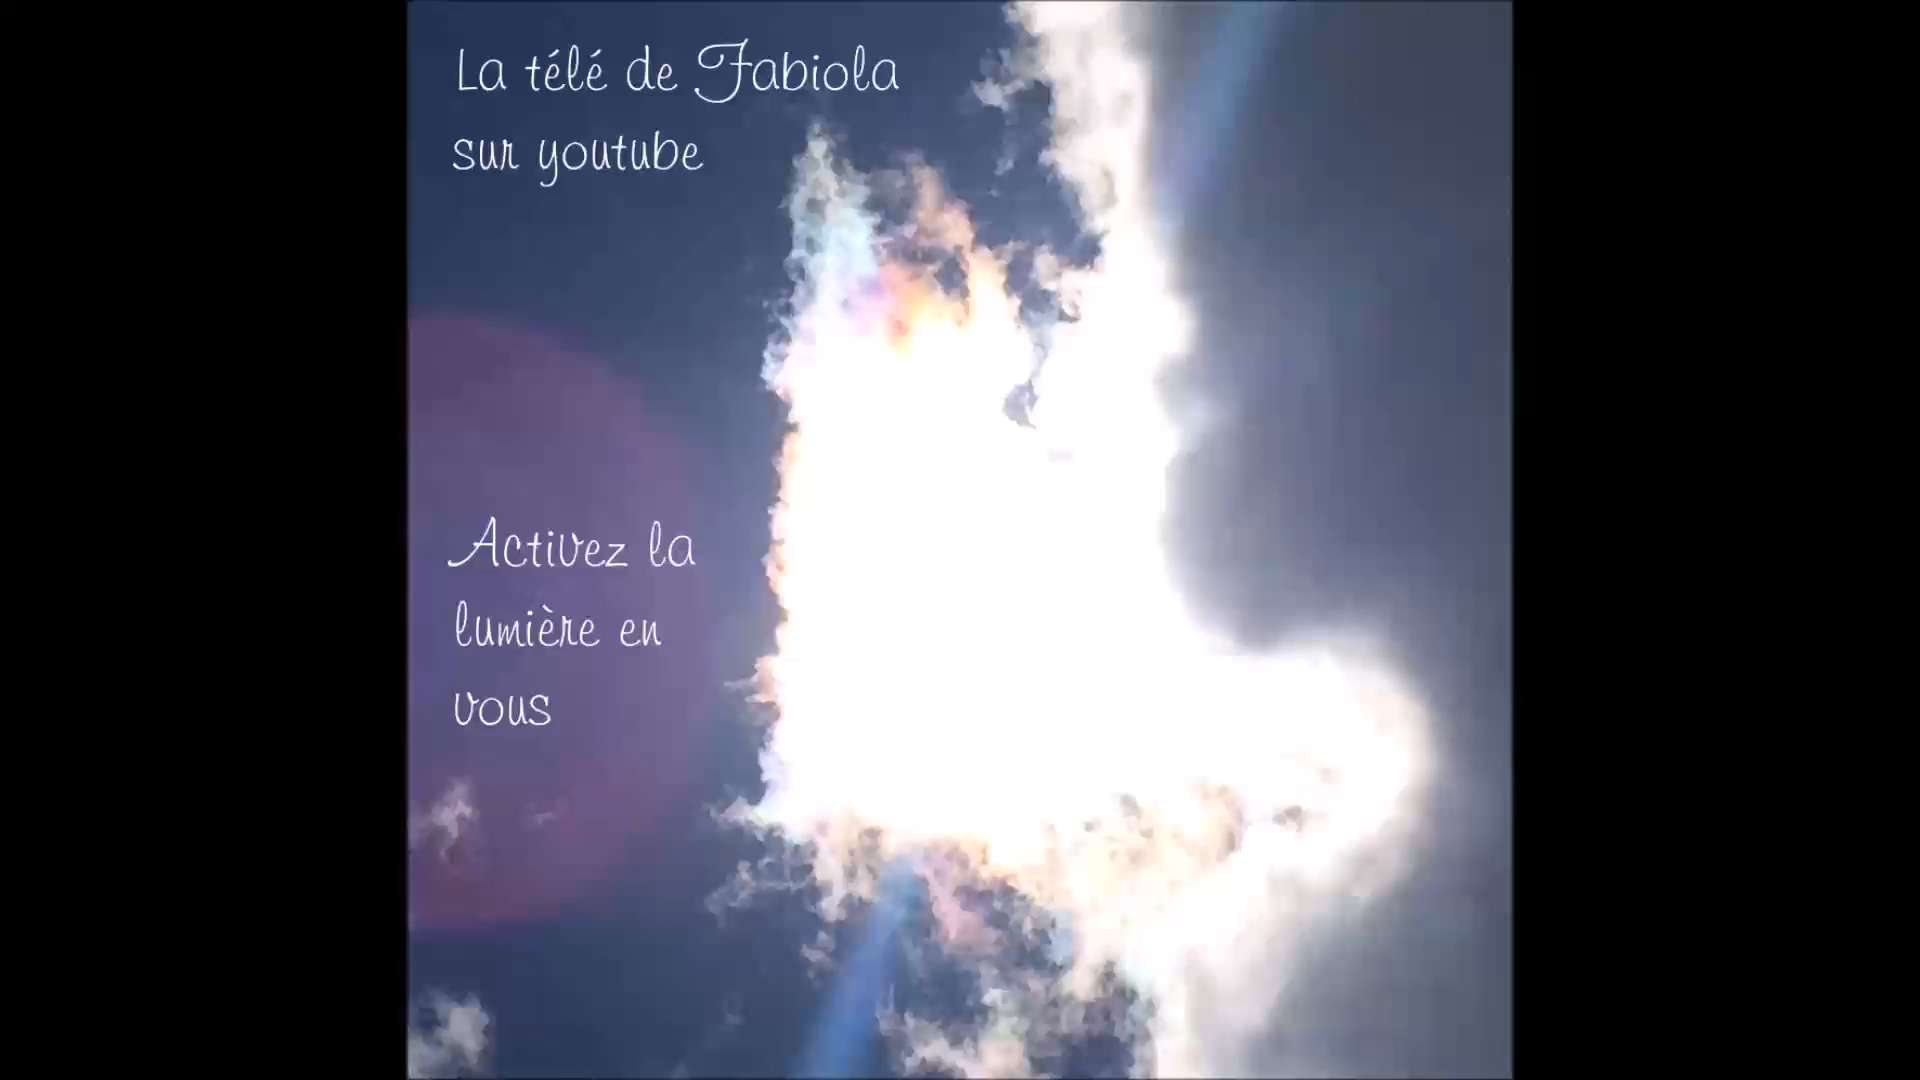 La télé de Fabiola
sur youtube
Activez la
lumière en
vous